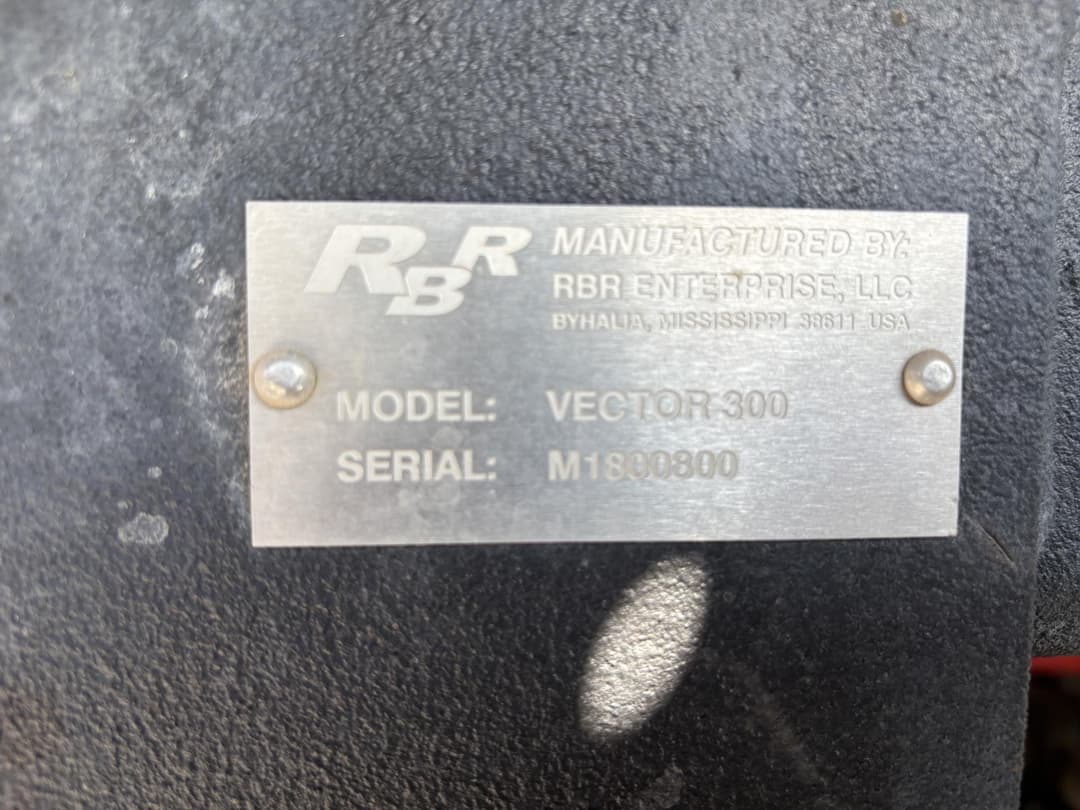 RBR
MANUFACTURED BY:
RBR ENTERPRISE, LLC
BYHALIA, MISSISSIPPI 38611 USA
MODEL: VECTOR 300
SERIAL: M1800800